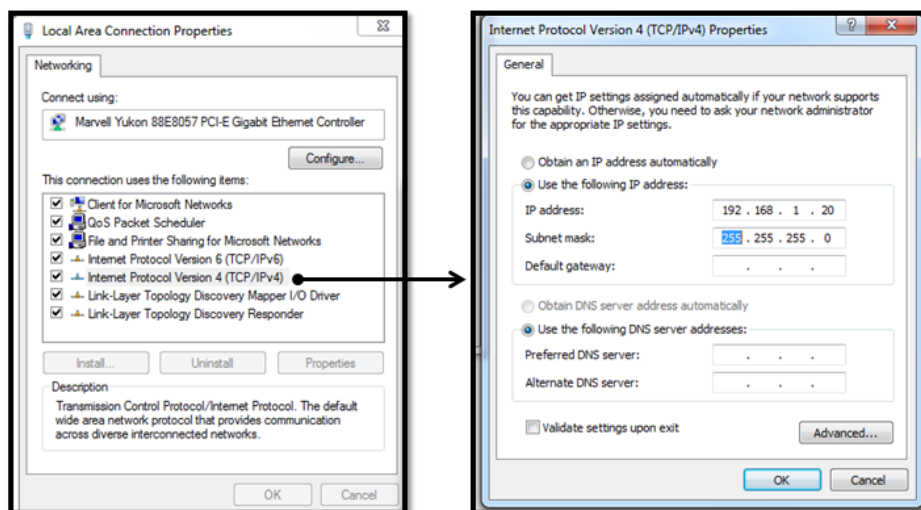 Local Area Connection Properties
Networking
Connect using:
Marvell Yukon 88E8057 PCI-E Gigabit Ethernet Controller
Configure...
This connection uses the following items:
Client for Microsoft Networks
QoS Packet Scheduler
File and Printer Sharing for Microsoft Networks
Internet Protocol Version 6 (TCP/IPv6)
Internet Protocol Version 4 (TCP/IPv4)
Link-Layer Topology Discovery Mapper I/O Driver
Link-Layer Topology Discovery Responder
Install...
Uninstall
Properties
Description
Transmission Control Protocol/Internet Protocol. The default
wide area network protocol that provides communication
across diverse interconnected networks.
OK
Cancel
Internet Protocol Version 4 (TCP/IPv4) Properties
General
You can get IP settings assigned automatically if your network supports
this capability. Otherwise, you need to ask your network administrator
for the appropriate IP settings.
Obtain an IP address automatically
Use the following IP address:
IP address: 192 . 168 . 1 . 20
Subnet mask: 255 . 255 . 255 . 0
Default gateway: . . .
Obtain DNS server address automatically
Use the following DNS server addresses:
Preferred DNS server: . . .
Alternate DNS server: . . .
Validate settings upon exit
Advanced...
OK
Cancel